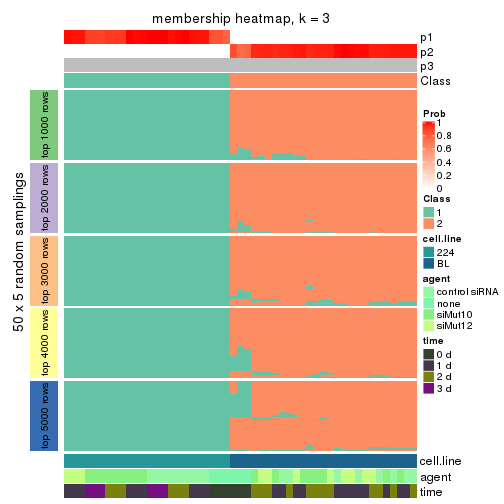 membership heatmap, k = 3
p1
p2
p3
Class
50 x 5 random samplings
top 1000 rows
top 2000 rows
top 3000 rows
top 4000 rows
top 5000 rows
cell.line
agent
time
Prob
1
0.8
0.6
0.4
0.2
0
Class
1
2
cell.line
224
BL
agent
control siRNA
none
siMut10
siMut12
time
0 d
1 d
2 d
3 d